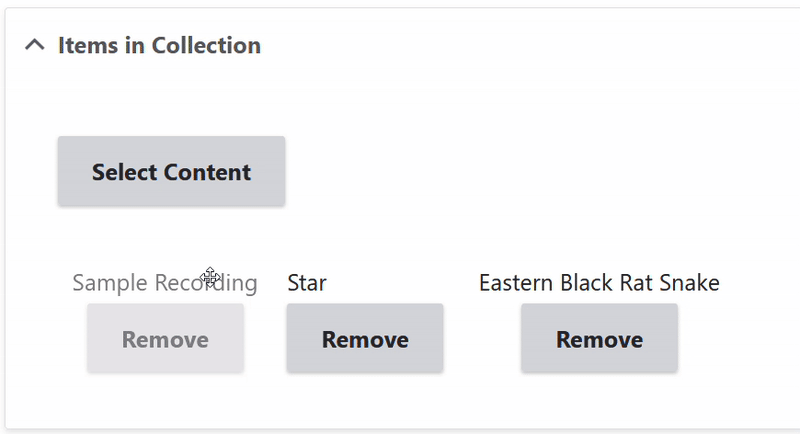 Items in Collection
Select Content
Sample Recording Star Eastern Black Rat Snake
Remove Remove Remove